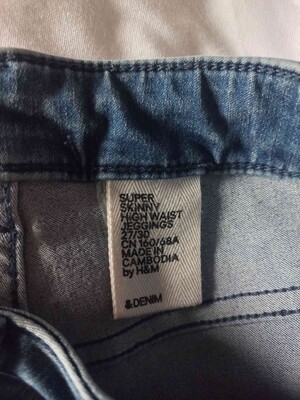 SUPER
SKINNY
HIGH WAIST
JEGGINGS
27/30
CN 160/68A
MADE IN
CAMBODIA
by H&M
&DENIM